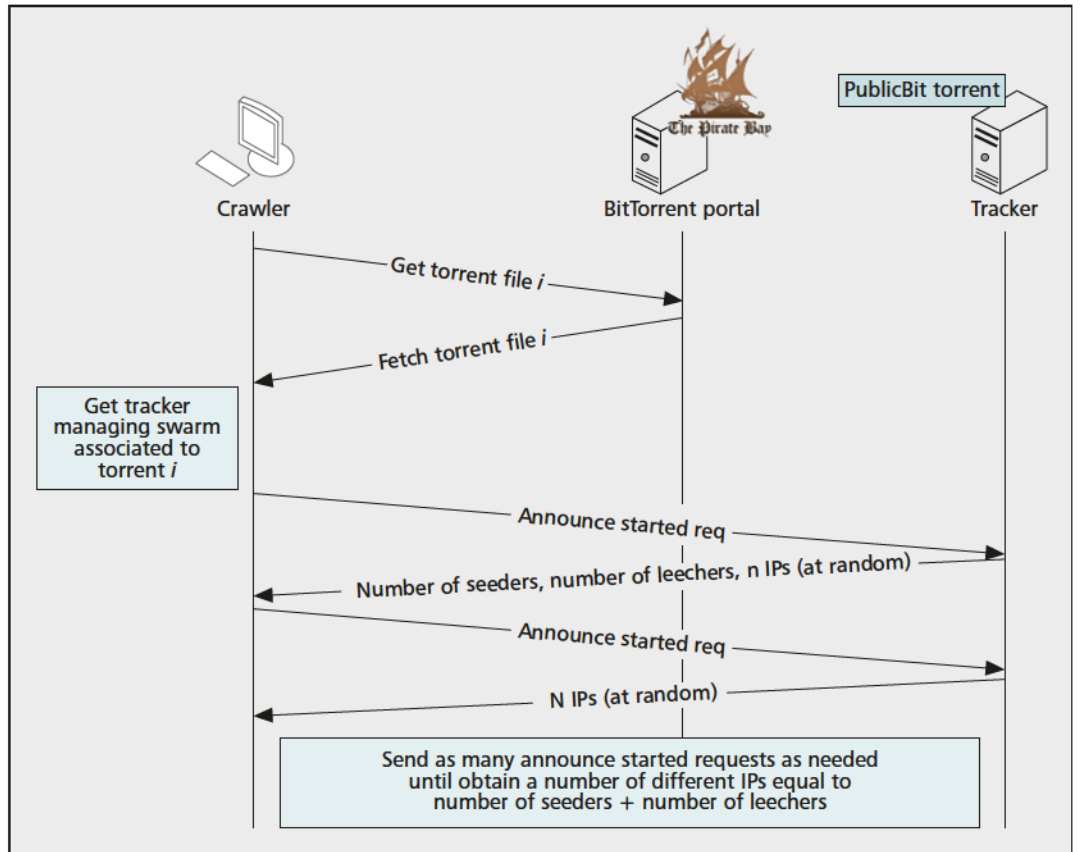 The Pirate Bay
PublicBit torrent
Crawler
BitTorrent portal
Tracker
Get torrent file i
Fetch torrent file i
Get tracker
managing swarm
associated to
torrent i
Announce started req
Number of seeders, number of leechers, n IPs (at random)
Announce started req
N IPs (at random)
Send as many announce started requests as needed
until obtain a number of different IPs equal to
number of seeders + number of leechers